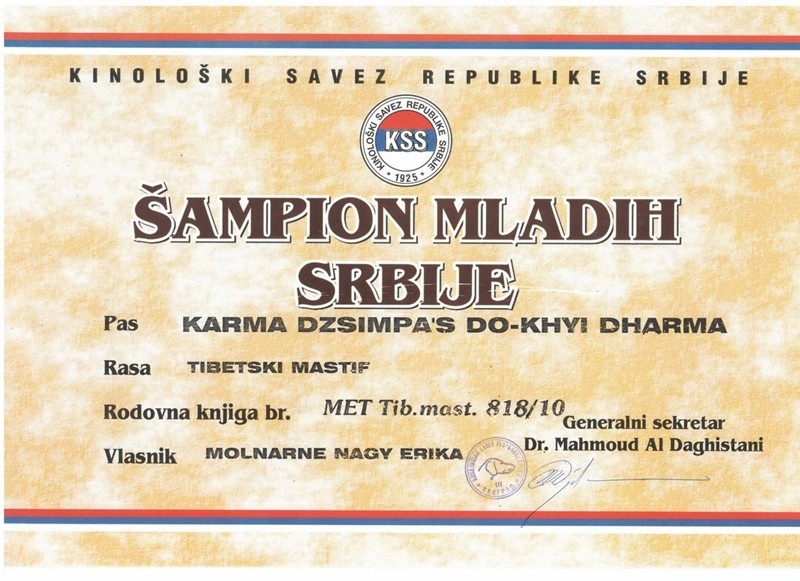 KINOLOŠKI SAVEZ REPUBLIKE SRBIJE
KINOLOŠKI SAVEZ REPUBLIKE SRBIJE
KSS
* 1925 *
ŠAMPION MLADIH
SRBIJE
Pas KARMA DZSIMPA'S DO-KHYI DHARMA
Rasa TIBETSKI MASTIF
Rodovna knjiga br. MET Tib.mast. 818/10
Generalni sekretar
Vlasnik MOLNARNE NAGY ERIKA
Dr. Mahmoud Al Daghistani
III